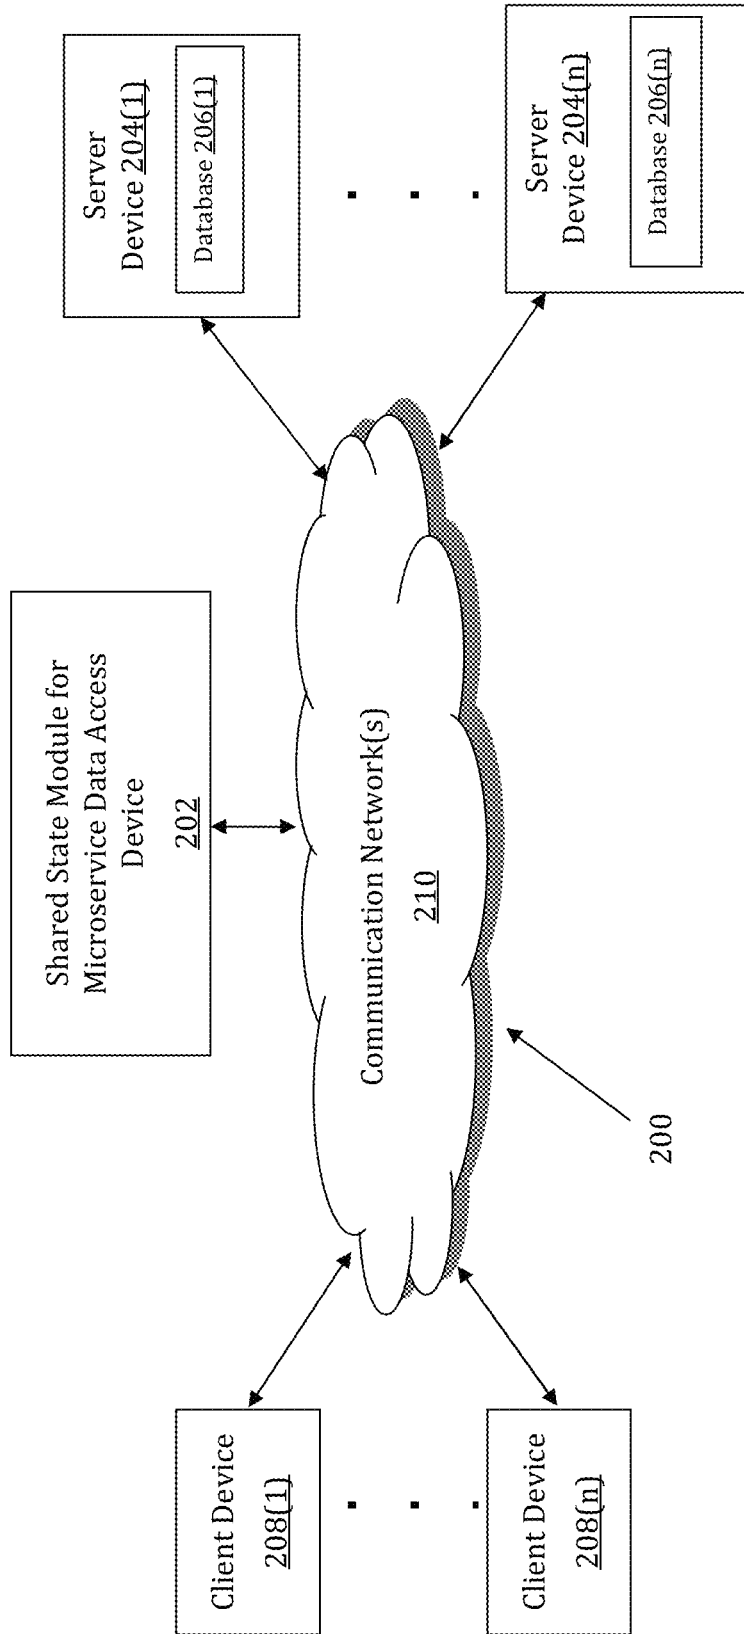 Shared State Module for
Microservice Data Access
Device
202
Client Device
208(1)
Client Device
208(n)
Communication Network(s)
210
Server
Device 204(1)
Database 206(1)
Server
Device 204(n)
Database 206(n)
200